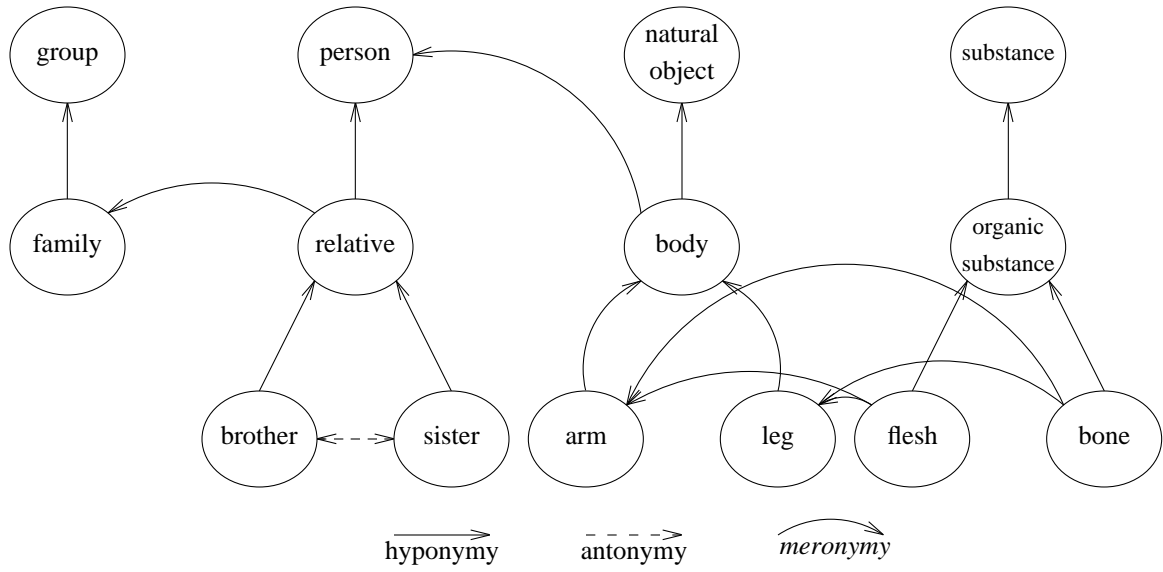 group
person
natural
object
substance
family
relative
body
organic
substance
brother
sister
arm
leg
flesh
bone
hyponymy
antonymy
meronymy